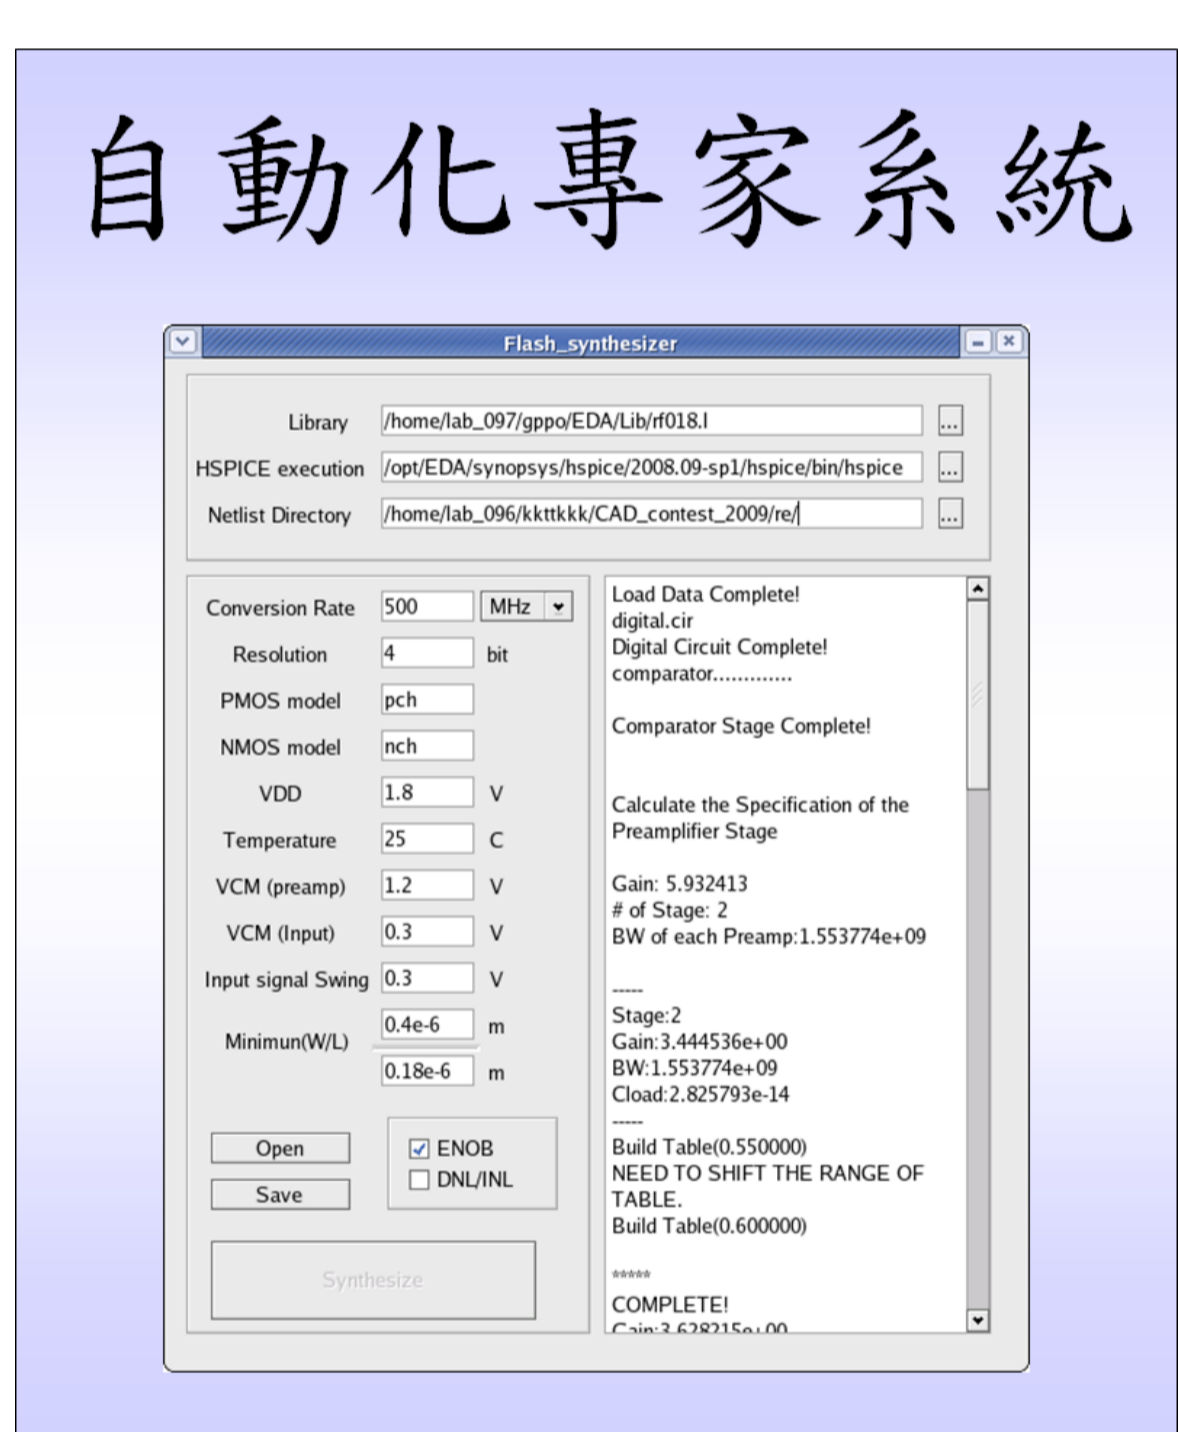 自動化專家系統
Flash_synthesizer
Library /home/lab_097/gppo/EDA/Lib/rf018.l ...
HSPICE execution /opt/EDA/synopsys/hspice/2008.09-sp1/hspice/bin/hspice ...
Netlist Directory /home/lab_096/kkttkkk/CAD_contest_2009/re/ ...
Conversion Rate 500 MHz
Resolution 4 bit
PMOS model pch
NMOS model nch
VDD 1.8 V
Temperature 25 C
VCM (preamp) 1.2 V
VCM (Input) 0.3 V
Input signal Swing 0.3 V
Minimun(W/L) 0.4e-6 m
0.18e-6 m
Open
Save
ENOB
DNL/INL
Synthesize
Load Data Complete!
digital.cir
Digital Circuit Complete!
comparator.............
Comparator Stage Complete!
Calculate the Specification of the
Preamplifier Stage
Gain: 5.932413
# of Stage: 2
BW of each Preamp:1.553774e+09
-----
Stage:2
Gain:3.444536e+00
BW:1.553774e+09
Cload:2.825793e-14
-----
Build Table(0.550000)
NEED TO SHIFT THE RANGE OF
TABLE.
Build Table(0.600000)
*****
COMPLETE!
Gain:3.628215e+00